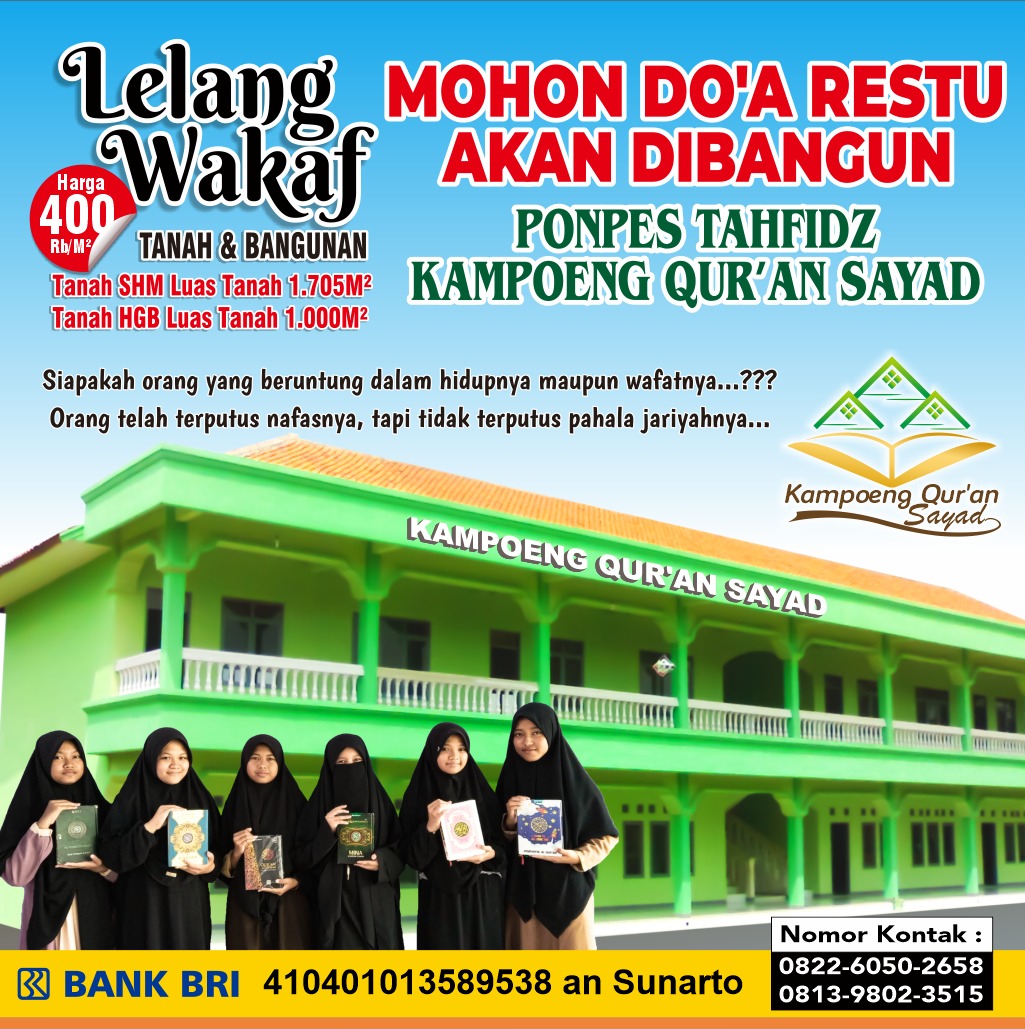 Lelang
Wakaf
Harga
400
Rb/M²
TANAH & BANGUNAN
Tanah SHM Luas Tanah 1.705M²
Tanah HGB Luas Tanah 1.000M²
MOHON DO'A RESTU
AKAN DIBANGUN
PONPES TAHFIDZ
KAMPOENG QUR'AN SAYAD
Siapakah orang yang beruntung dalam hidupnya maupun wafatnya...???
Orang telah terputus nafasnya, tapi tidak terputus pahala jariyahnya...
Kampoeng Qur'an
Sayad
KAMPOENG QUR'AN SAYAD
MINA
Nomor Kontak :
0822-6050-2658
0813-9802-3515
BANK BRI 410401013589538 an Sunarto